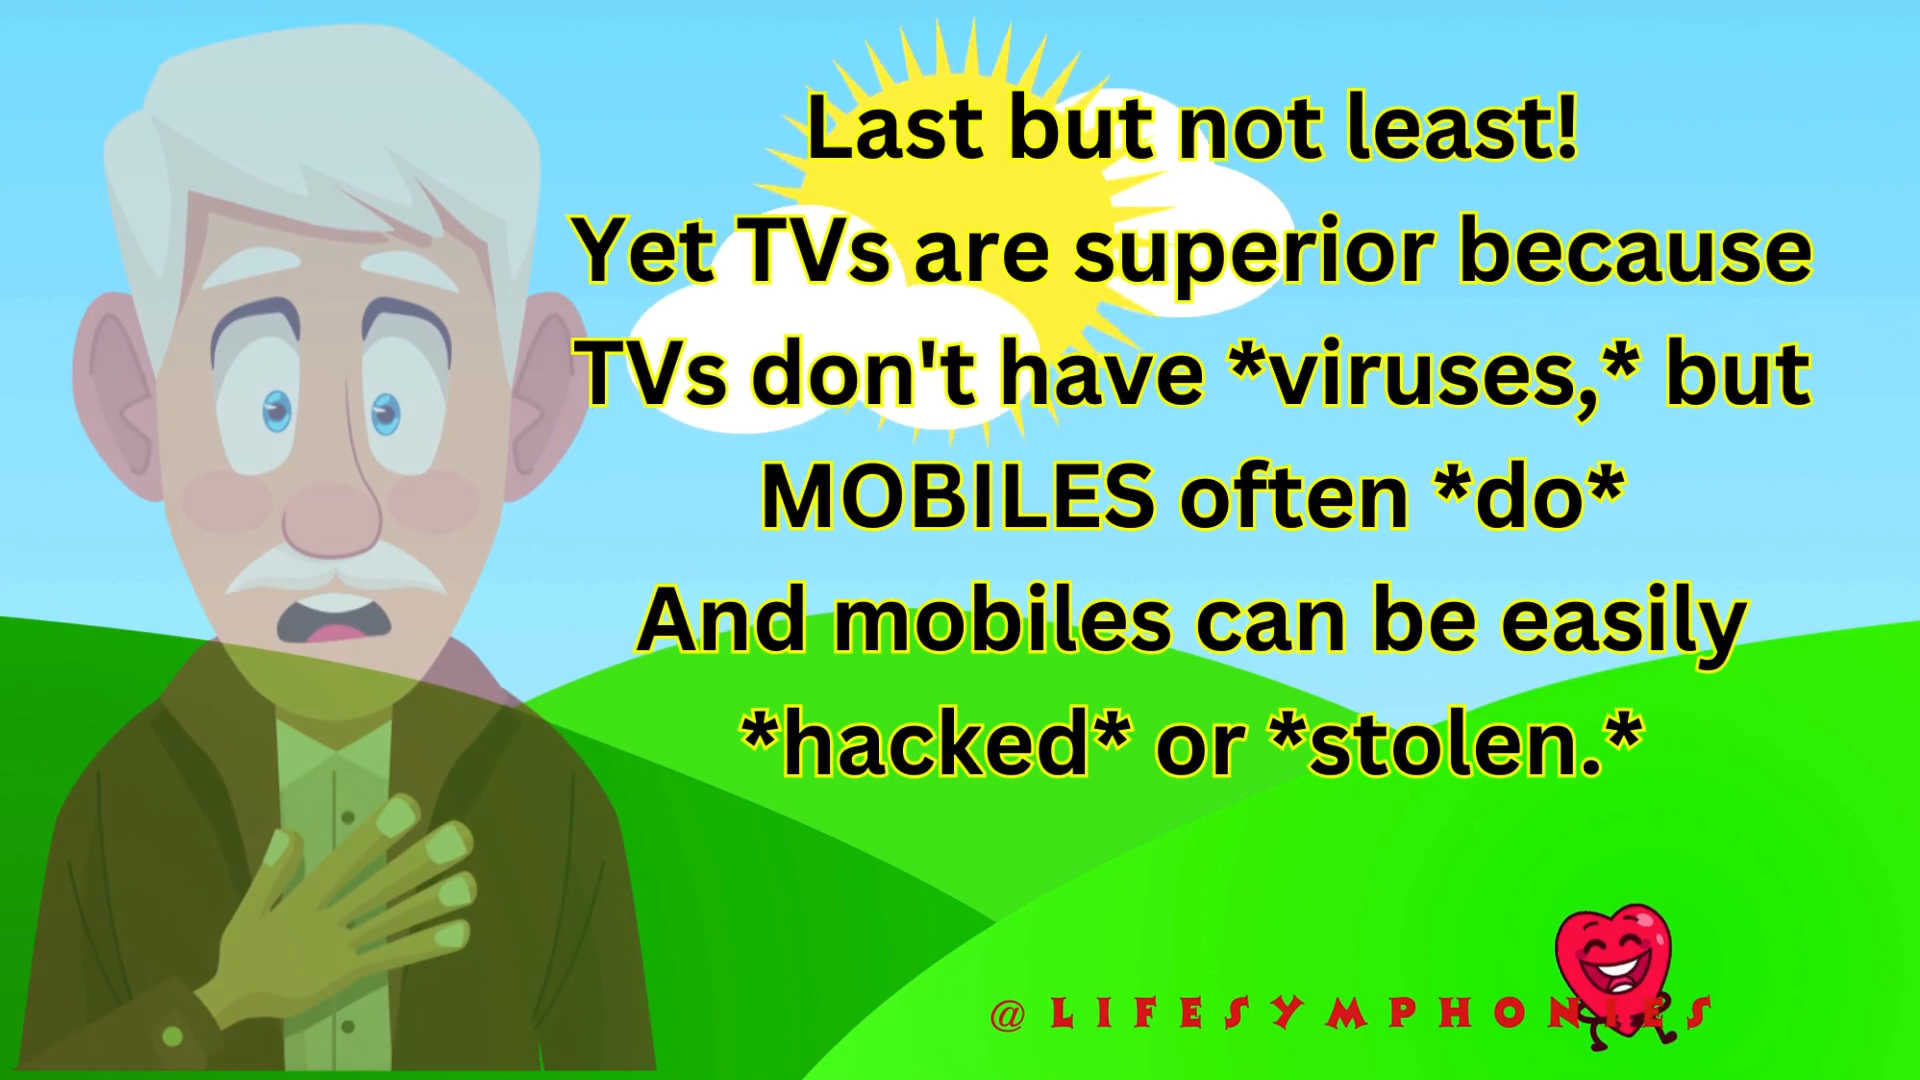 Last but not least!
Yet TVs are superior because
TVs don't have *viruses,* but
MOBILES often *do*
And mobiles can be easily
*hacked* or *stolen.*
@LIFESYMPHONIES